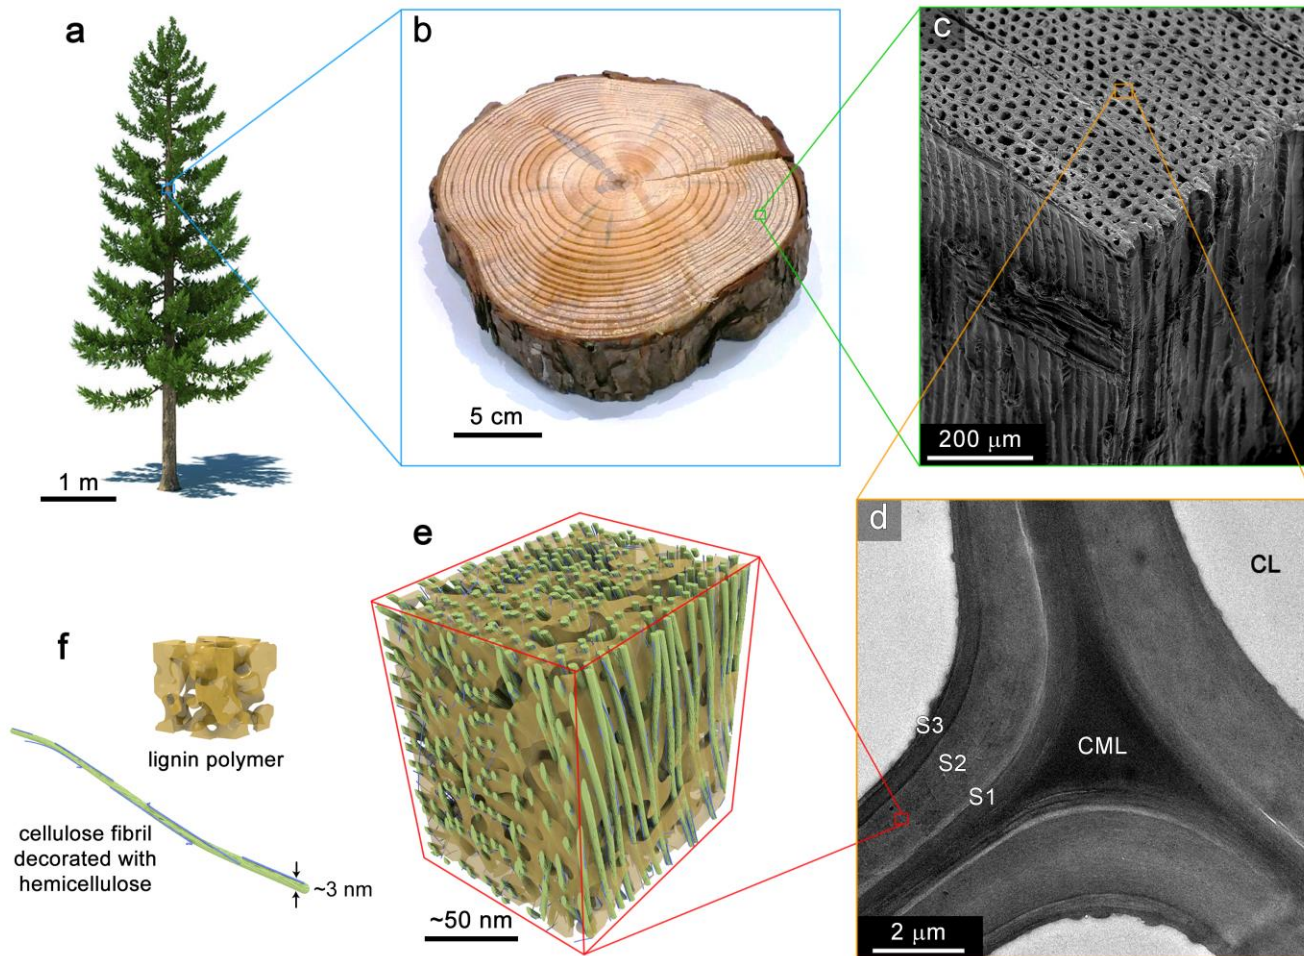 a
b
c
5 cm
200 μm
1 m
d
CL
e
f
lignin polymer
S3
S2
CML
S1
cellulose fibril
decorated with
hemicellulose
~3 nm
~50 nm
2 μm